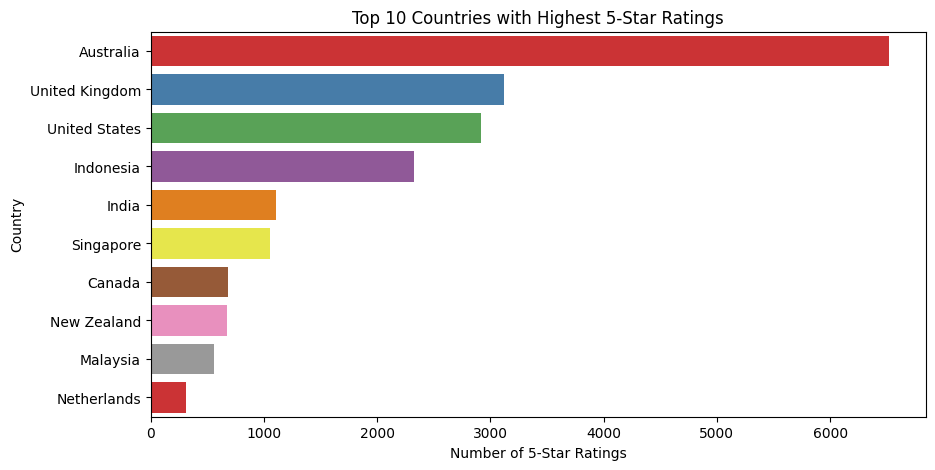 Top 10 Countries with Highest 5-Star Ratings
Country
Australia
United Kingdom
United States
Indonesia
India
Singapore
Canada
New Zealand
Malaysia
Netherlands
0 1000 2000 3000 4000 5000 6000
Number of 5-Star Ratings